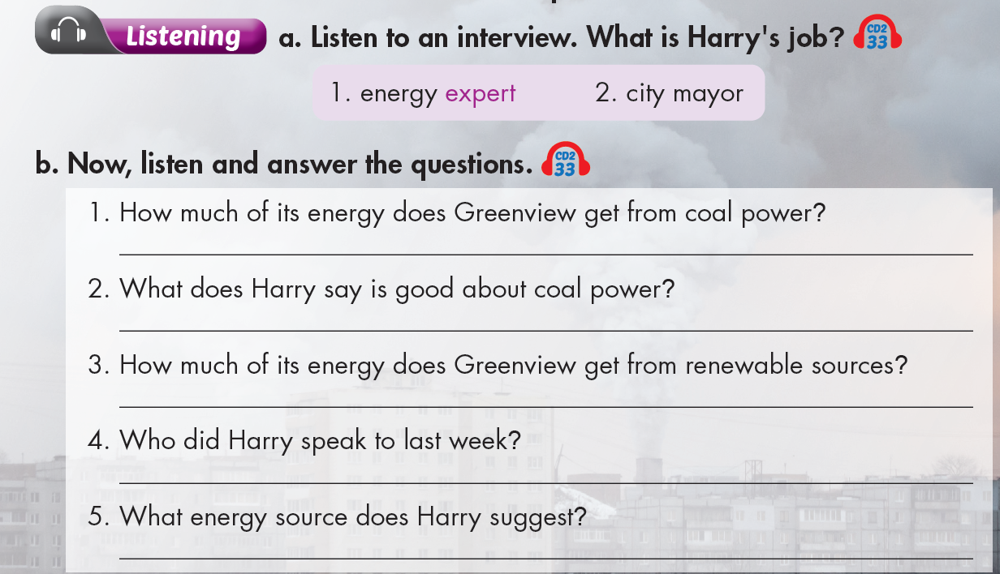 Listening a. Listen to an interview. What is Harry's job? CD2 33
1. energy expert 2. city mayor
b. Now, listen and answer the questions. CD2 33
1. How much of its energy does Greenview get from coal power?
2. What does Harry say is good about coal power?
3. How much of its energy does Greenview get from renewable sources?
4. Who did Harry speak to last week?
5. What energy source does Harry suggest?